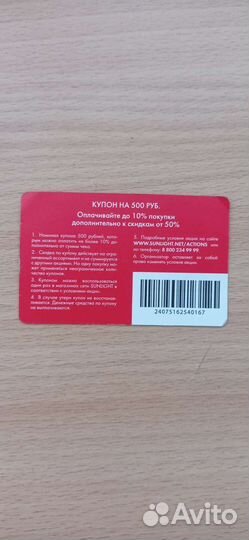 КУПОН НА 500 РУБ.
Оплачивайте до 10% покупки
дополнительно к скидкам от 50%
1. Номинал купона 500 рублей, кото-
рым можно оплатить не более 10% до-
полнительно от суммы чека.
2. Скидка по купону действует на огра-
ниченный ассортимент и не суммируется
с другими акциями. На одну покупку мо-
жет применяться неограниченное коли-
чество купонов.
3. Купоном можно воспользоваться
один раз в магазинах сети SUNLIGHT в
соответствии с условиями акции.
4. В случае утери купон не восстанав-
ливается. Денежные средства по купону
не выплачиваются.
5. Подробные условия акции на сайте
WWW.SUNLIGHT.NET/ACTIONS или
по телефону: 8 800 234 99 99.
6. Организатор оставляет за собой
право изменять условия акции.
24075162540167
Avito